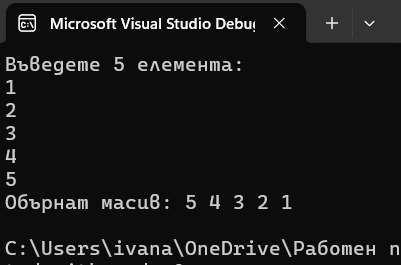 Microsoft Visual Studio Debug
Въведете 5 елемента:
1
2
3
4
5
Обърнат масив: 5 4 3 2 1
C:\Users\ivana\OneDrive\Работен п